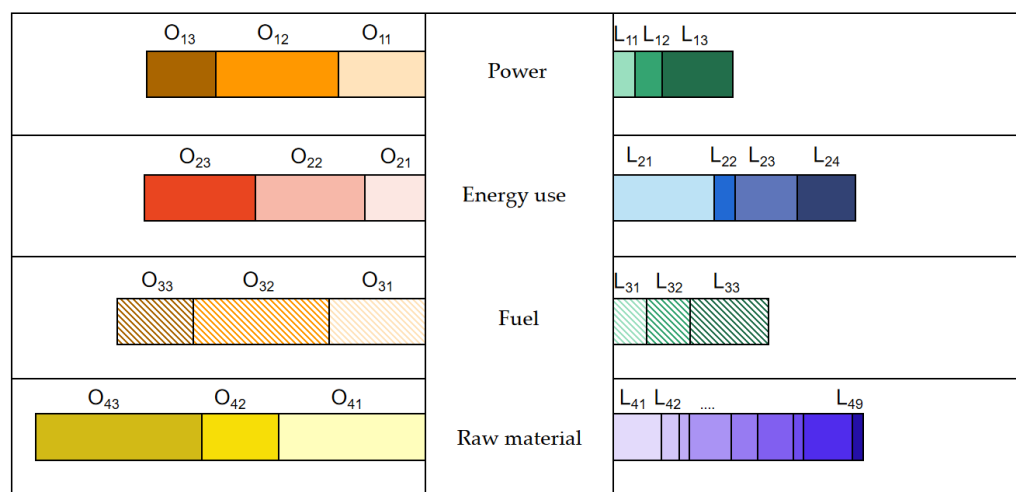 O13 O12 O11 Power L11 L12 L13
O23 O22 O21 Energy use L21 L22 L23 L24
O33 O32 O31 Fuel L31 L32 L33
O43 O42 O41 Raw material L41 L42 .... L49